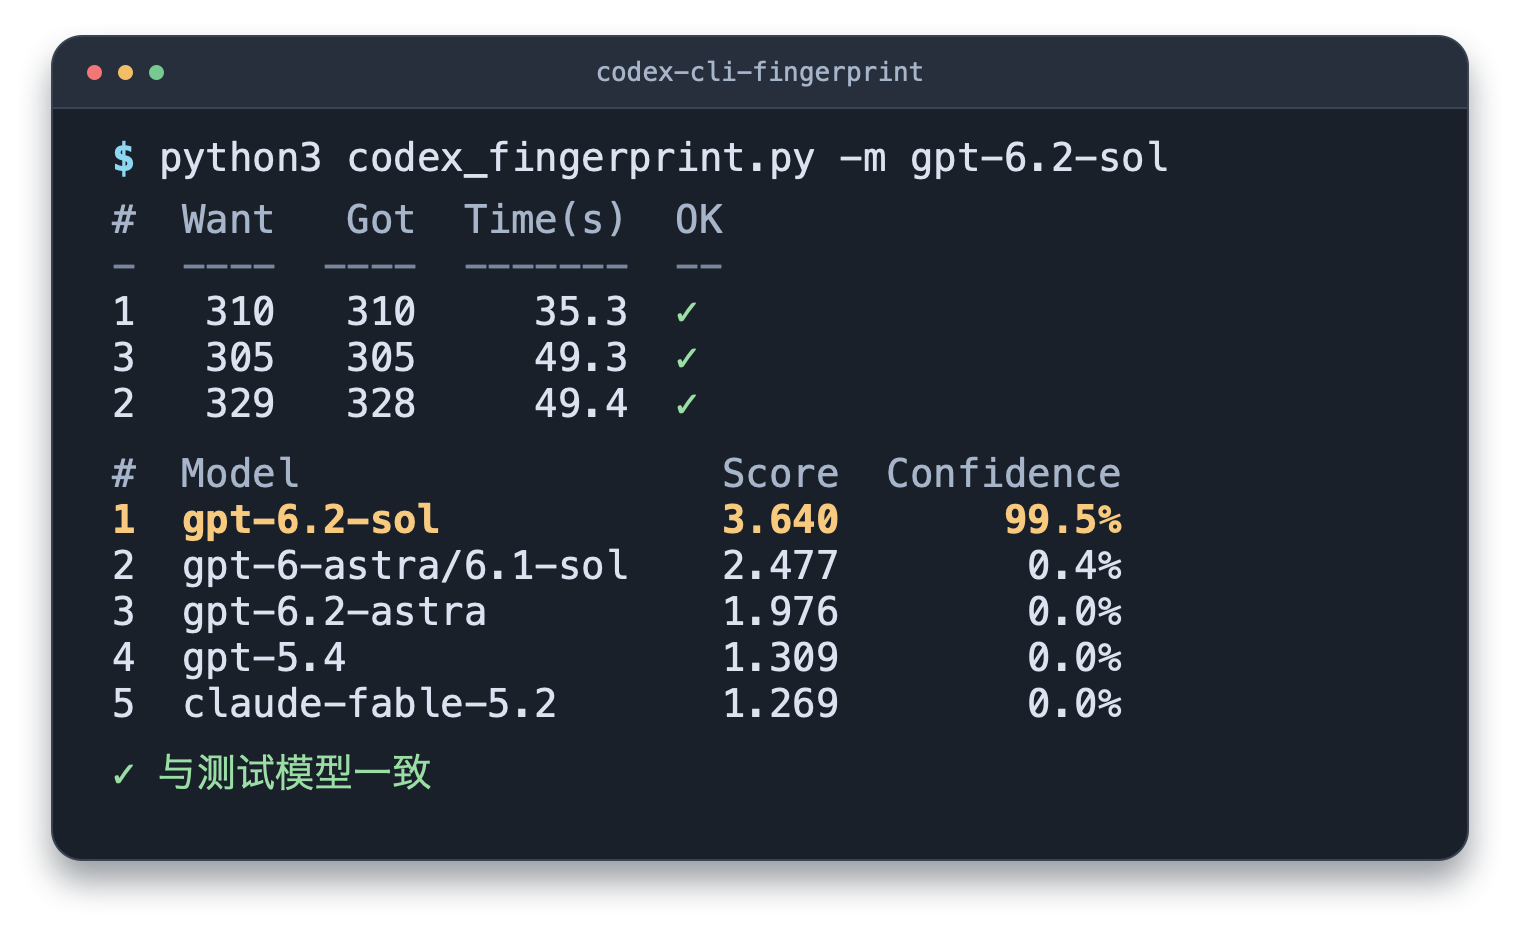 codex-cli-fingerprint
$ python3 codex_fingerprint.py -m gpt-6.2-sol
# Want Got Time(s) OK
- ---- ---- ------- --
1 310 310 35.3 ✓
3 305 305 49.3 ✓
2 329 328 49.4 ✓
# Model Score Confidence
1 gpt-6.2-sol 3.640 99.5%
2 gpt-6-astra/6.1-sol 2.477 0.4%
3 gpt-6.2-astra 1.976 0.0%
4 gpt-5.4 1.309 0.0%
5 claude-fable-5.2 1.269 0.0%
✓ 与测试模型一致